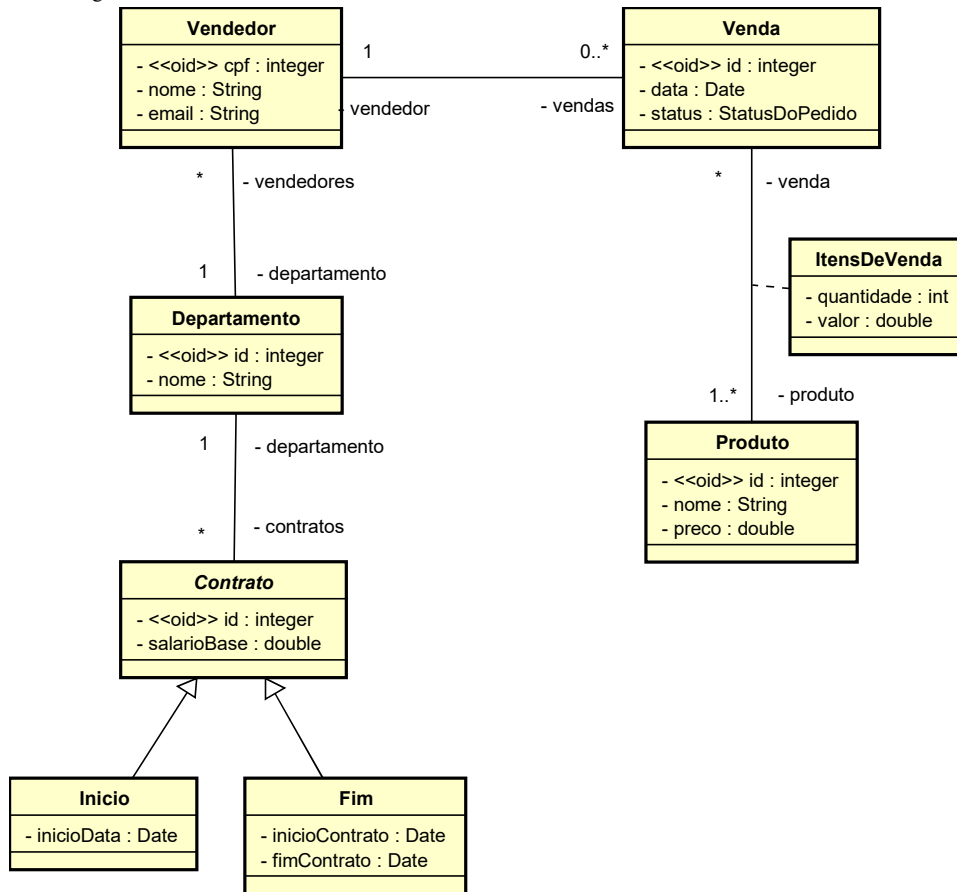 Vendedor
- <<oid>> cpf : integer
- nome : String
- email : String
1
0..*
- vendedor
- vendas
Venda
- <<oid>> id : integer
- data : Date
- status : StatusDoPedido
*
- vendedores
*
- venda
ItensDeVenda
- quantidade : int
- valor : double
1
- departamento
Departamento
- <<oid>> id : integer
- nome : String
1..*
- produto
Produto
- <<oid>> id : integer
- nome : String
- preco : double
1
- departamento
*
- contratos
Contrato
- <<oid>> id : integer
- salarioBase : double
Inicio
- inicioData : Date
Fim
- inicioContrato : Date
- fimContrato : Date